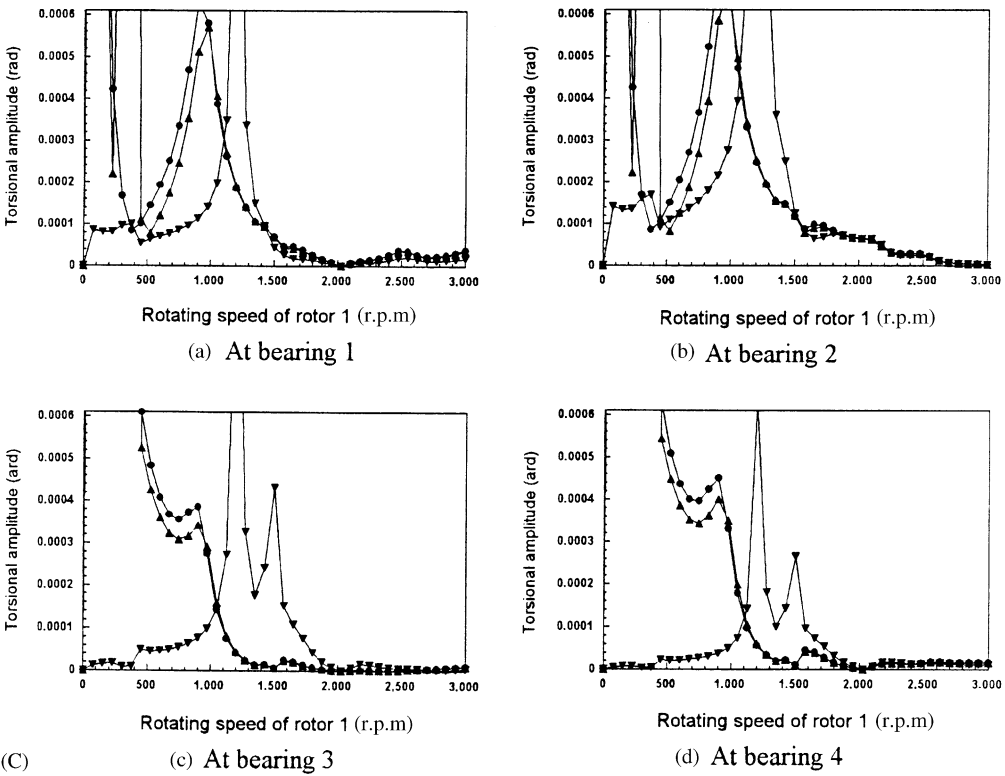 Torsional amplitude (rad)
0.0006
0.0005
0.0004
0.0003
0.0002
0.0001
0
0 500 1.000 1.500 2.000 2.500 3.000
Rotating speed of rotor 1 (r.p.m)
(a) At bearing 1
Torsional amplitude (rad)
0.0006
0.0005
0.0004
0.0003
0.0002
0.0001
0
0 500 1.000 1.500 2.000 2.500 3.000
Rotating speed of rotor 1 (r.p.m)
(b) At bearing 2
Torsional amplitude (ard)
0.0006
0.0005
0.0004
0.0003
0.0002
0.0001
0
0 500 1.000 1.500 2.000 2.500 3.000
Rotating speed of rotor 1 (r.p.m)
(C) (c) At bearing 3
Torsional amplitude (ard)
0.0006
0.0005
0.0004
0.0003
0.0002
0.0001
0
0 500 1.000 1.500 2.000 2.500 3.000
Rotating speed of rotor 1 (r.p.m)
(d) At bearing 4